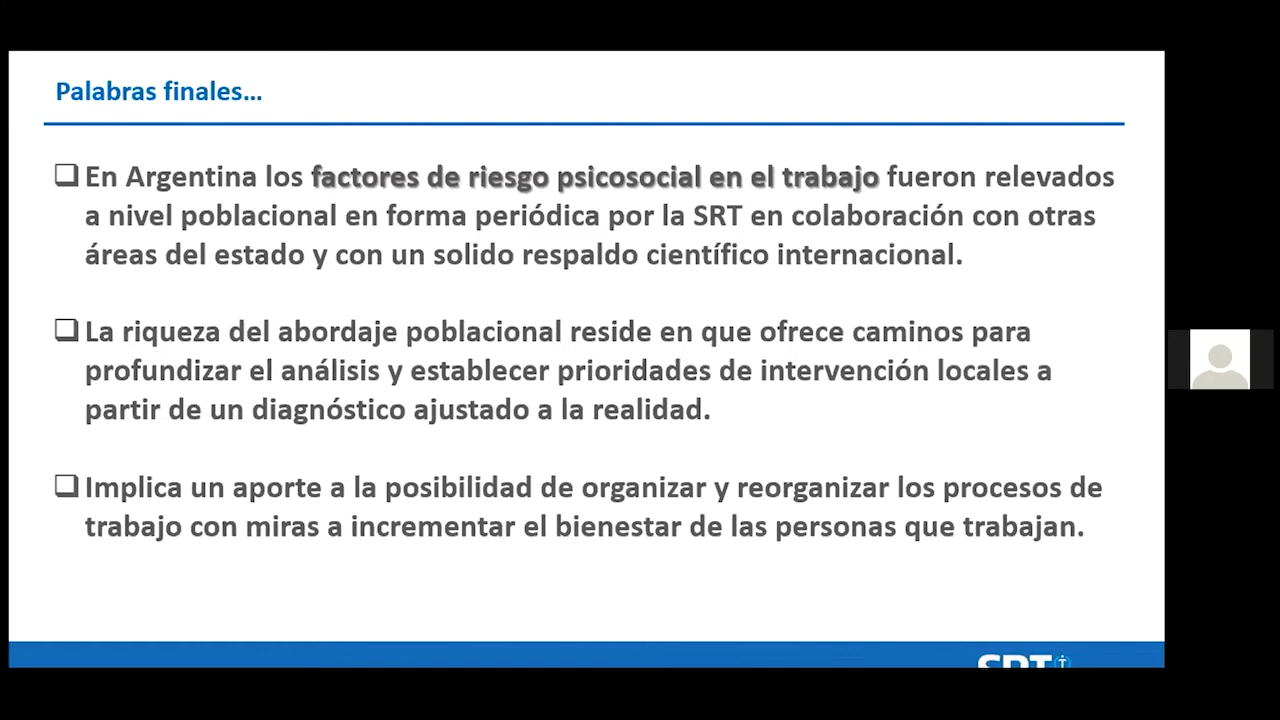 Palabras finales...
En Argentina los factores de riesgo psicosocial en el trabajo fueron relevados
a nivel poblacional en forma periódica por la SRT en colaboración con otras
áreas del estado y con un solido respaldo científico internacional.
La riqueza del abordaje poblacional reside en que ofrece caminos para
profundizar el análisis y establecer prioridades de intervención locales a
partir de un diagnóstico ajustado a la realidad.
Implica un aporte a la posibilidad de organizar y reorganizar los procesos de
trabajo con miras a incrementar el bienestar de las personas que trabajan.
SRT